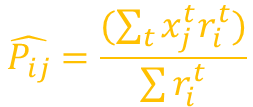 \widehat{P_{ij}} = \frac{(\sum_t x_j^t r_i^t)}{\sum r_i^t}